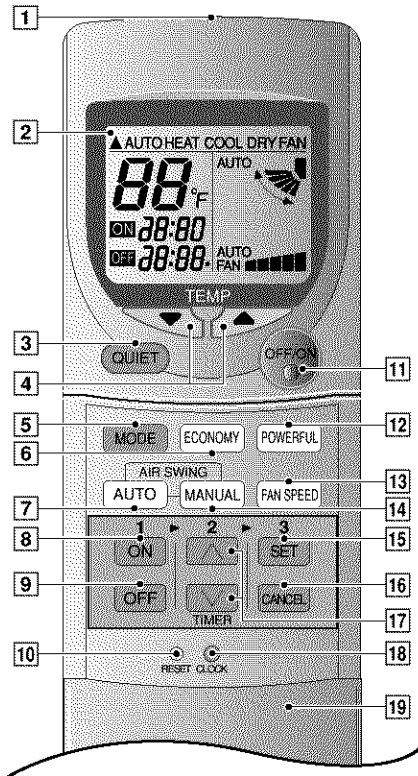 1
2
▲AUTO HEAT COOL DRY FAN
88°F
AUTO
ON 28:80
OFF 28:88.
AUTO
FAN
TEMP
▼ ▲
3
QUIET
4
OFF/ON
11
5
MODE
ECONOMY
POWERFUL
12
6
AIR SWING
13
7
AUTO
MANUAL
FAN SPEED
14
1 ▶ 2 ▶ 3
8
ON
SET
15
9
OFF
CANCEL
16
TIMER
17
10
RESET CLOCK
18
19